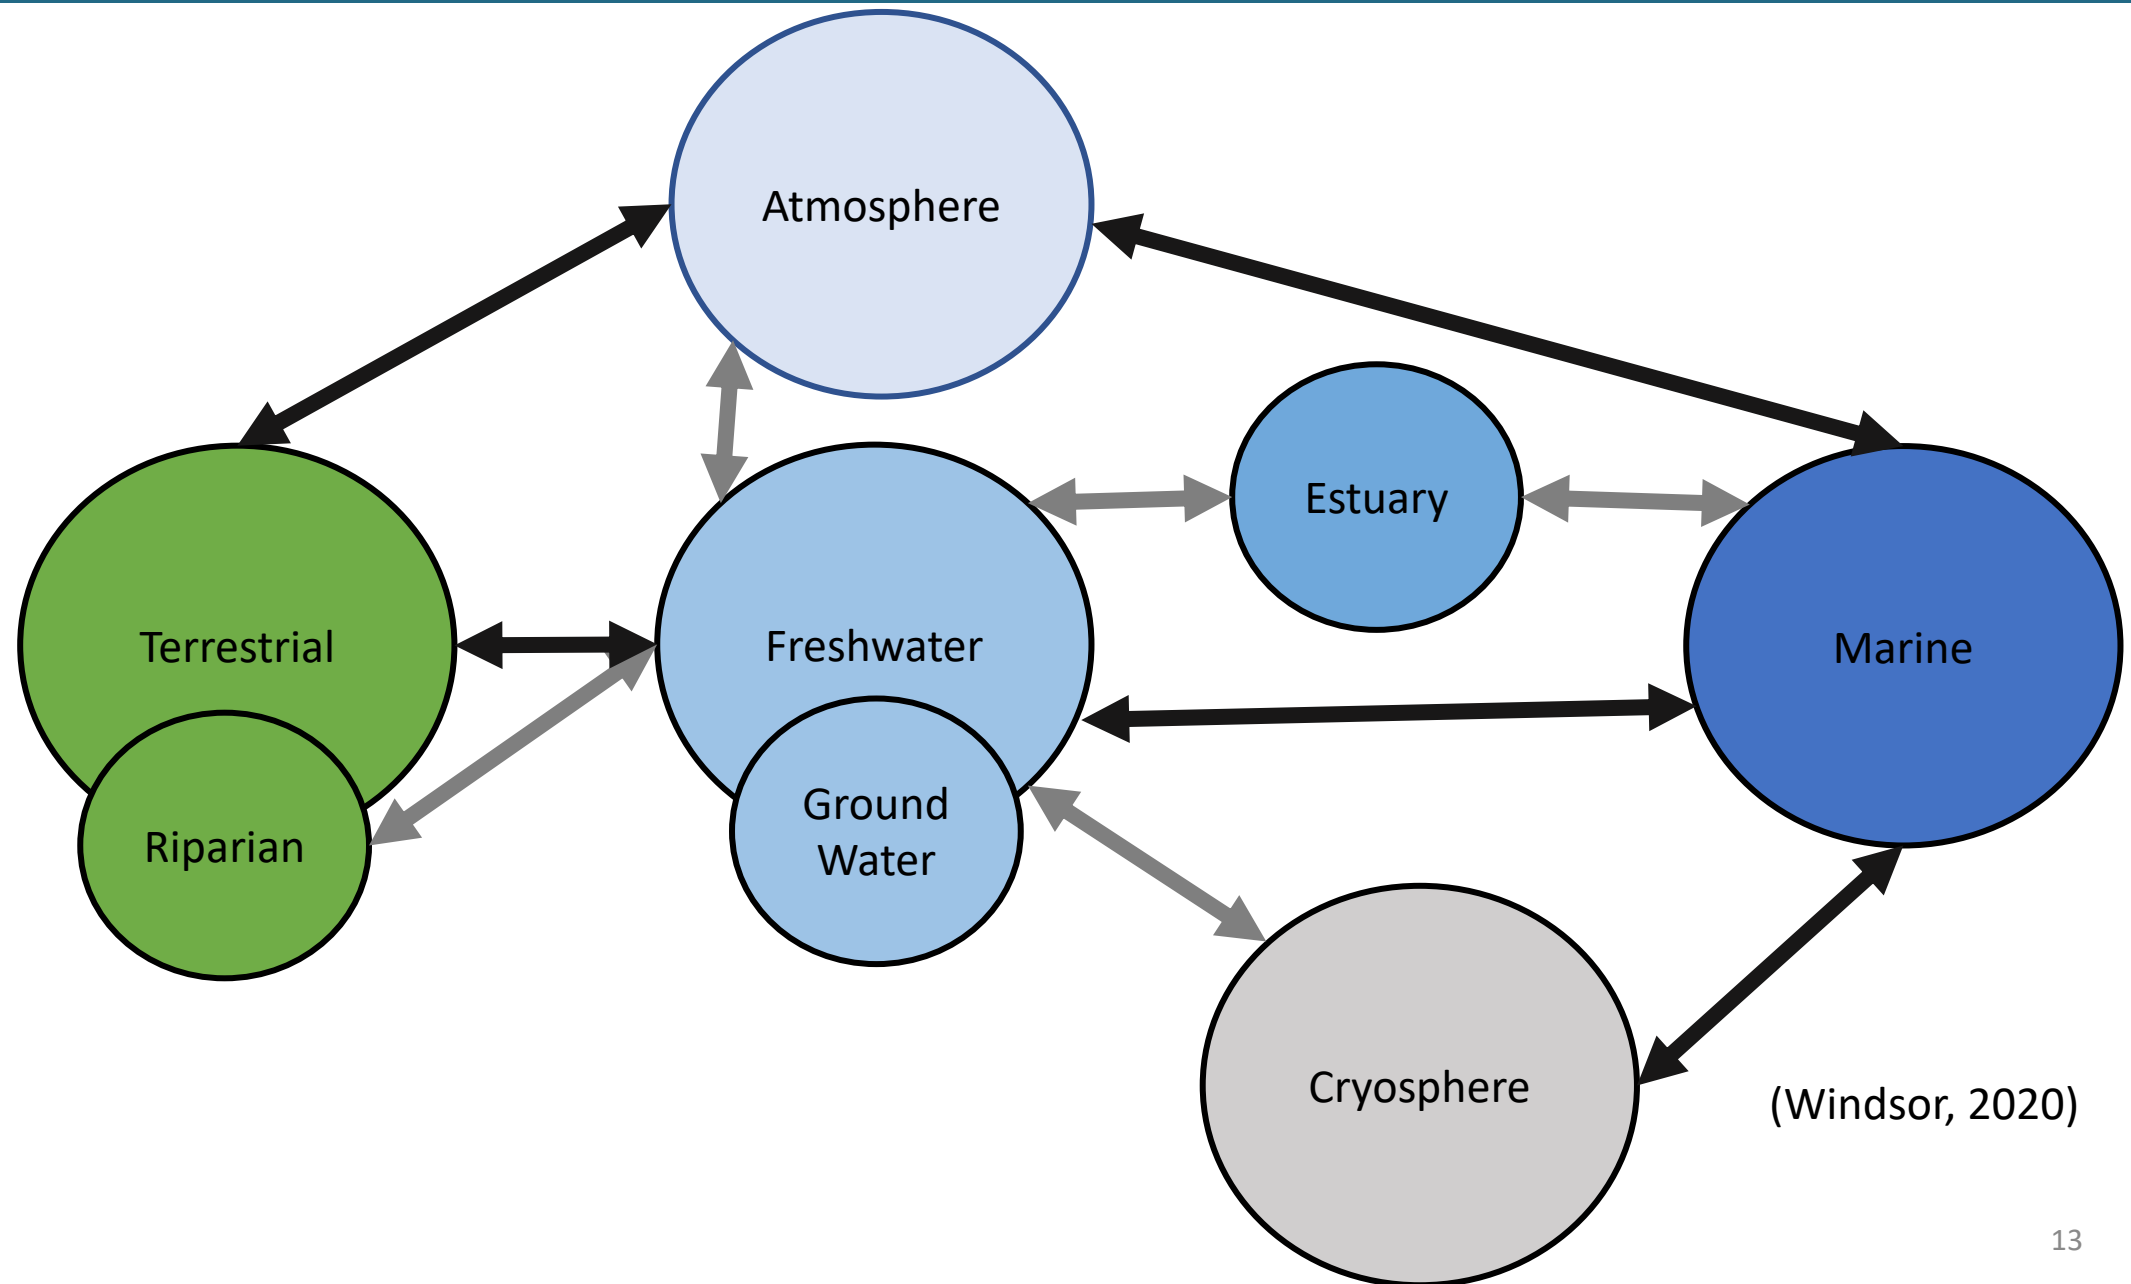 Atmosphere
Estuary
Terrestrial
Freshwater
Marine
Riparian
Ground
Water
Cryosphere
(Windsor, 2020)
13